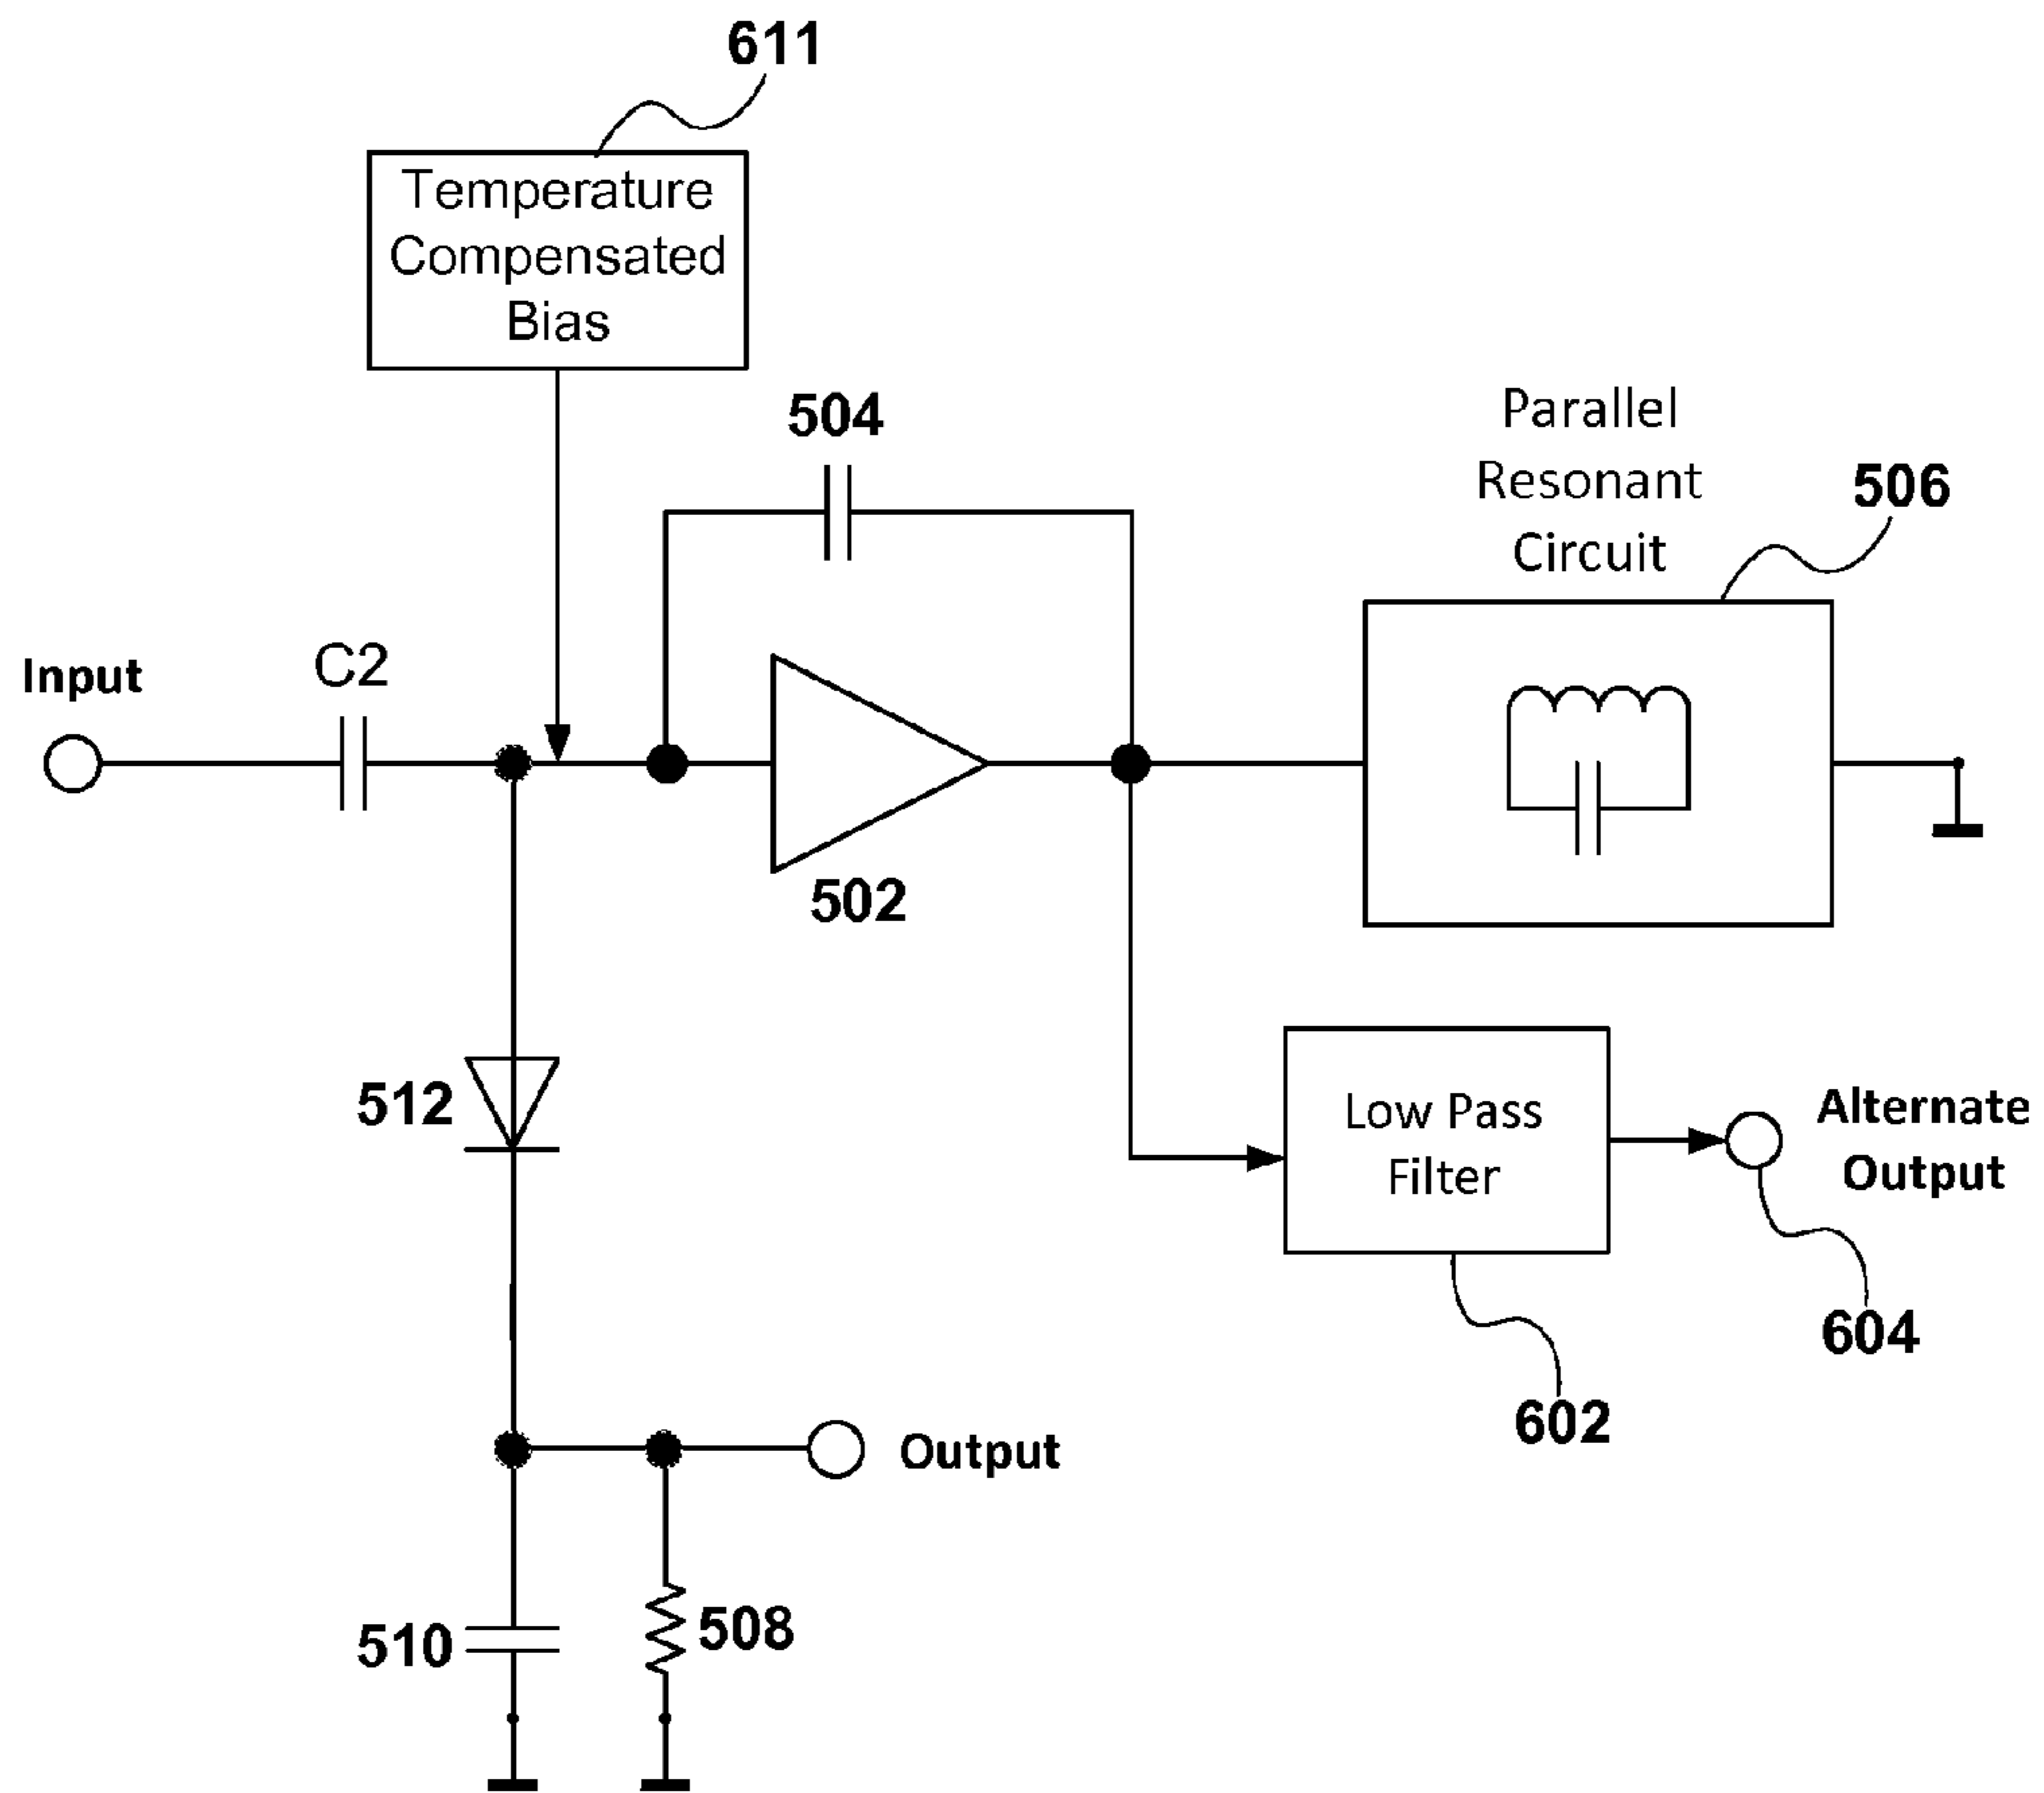 611
Temperature
Compensated
Bias
504
Parallel
Resonant
Circuit
506
Input
C2
502
512
Low Pass
Filter
Alternate
Output
604
602
Output
510
508